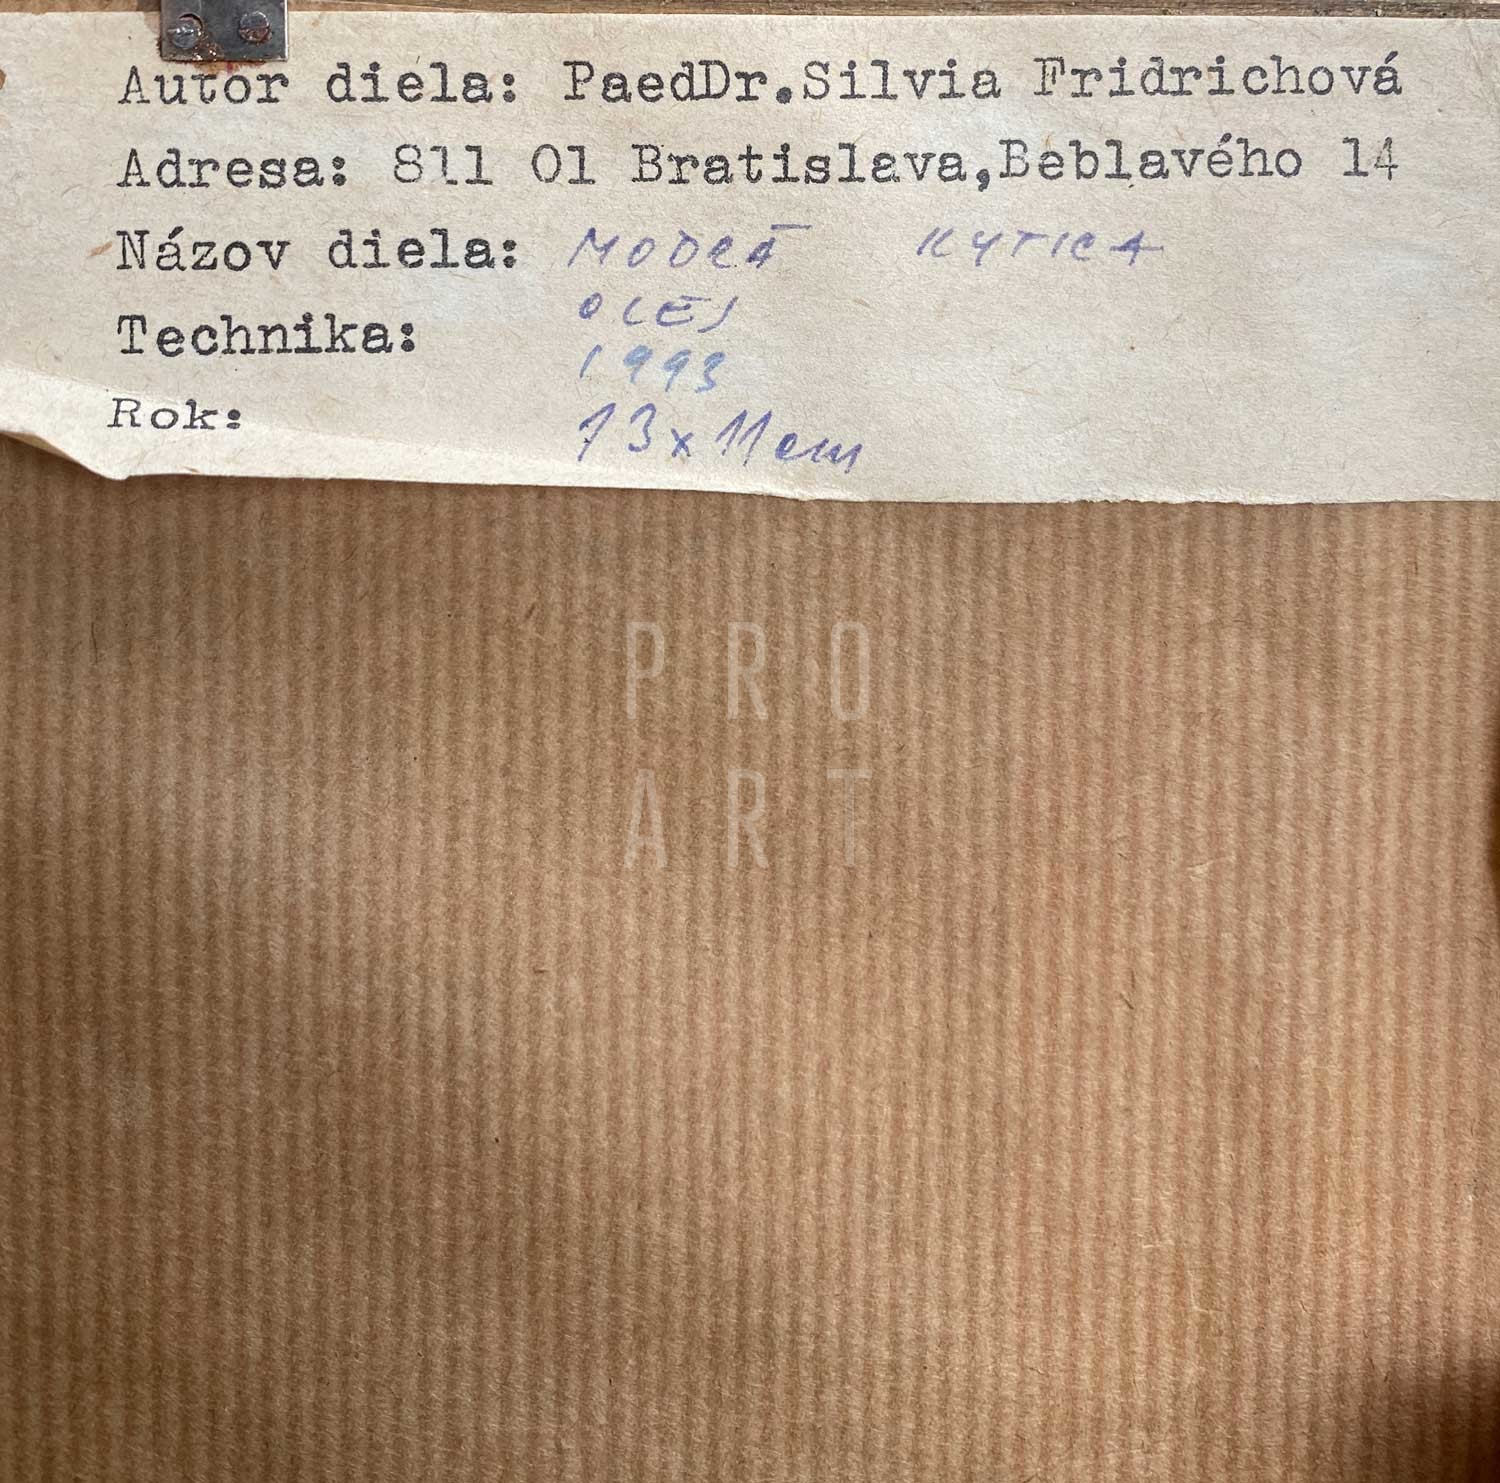 Autor diela: PaedDr.Silvia Fridrichová
Adresa: 811 01 Bratislava,Beblavého 14
Názov diela: MODRÁ KYTICA
Technika: OLEJ
1993
Rok: 13x11cm
PRO
ART